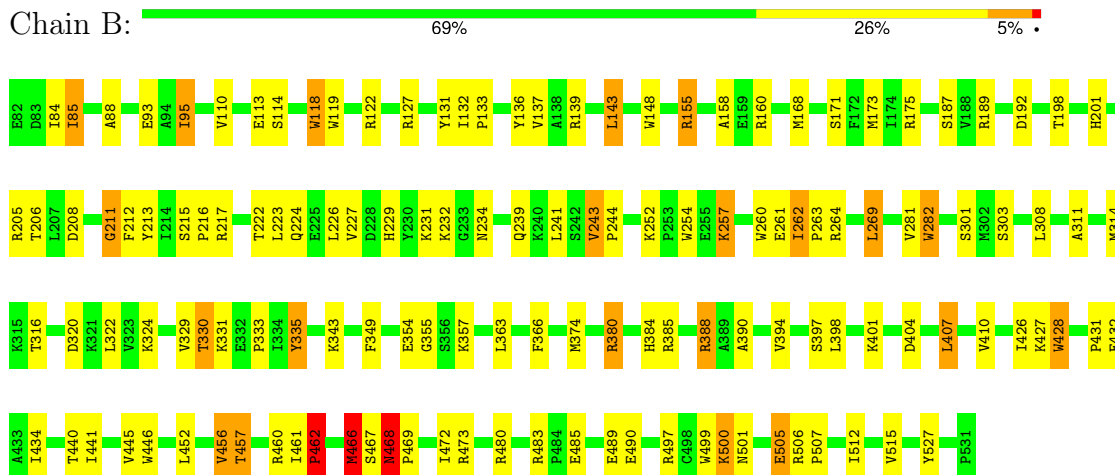 Chain B:
69% 26% 5% •
E82 D83 I84 I85 A88 E93 A94 I95 V110 E113 S114 W118 W119 R122 R127 Y131 I132 P133 Y136 V137 A138 R139 L143 W148 R155 A158 E159 R160 M168 S171 F172 M173 I174 R175 S187 V188 R189 D192 T198 H201
R205 T206 L207 D208 G211 F212 Y213 I214 S215 P216 R217 T222 L223 Q224 E225 L226 V227 D228 H229 Y230 K231 K232 G233 N234 Q239 K240 L241 S242 V243 P244 K252 P253 W254 E255 K257 W260 E261 I262 P263 R264 L269 V281 W282 S301 M302 S303 L308 A311 M314
K315 T316 D320 K321 L322 V323 K324 V329 T330 K331 E332 P333 I334 Y335 K343 F349 E354 G355 S356 K357 L363 F366 M374 R380 H384 R385 R388 A389 A390 V394 S397 L398 K401 D404 L407 V410 I426 K427 W428 P431 E432
A433 I434 T440 I441 V445 W446 L452 V456 T457 R460 I461 P462 M466 S467 N468 P469 I472 R473 R480 R483 P484 E485 E489 E490 R497 C498 W499 K500 N501 E505 R506 P507 I512 V515 Y527 P531